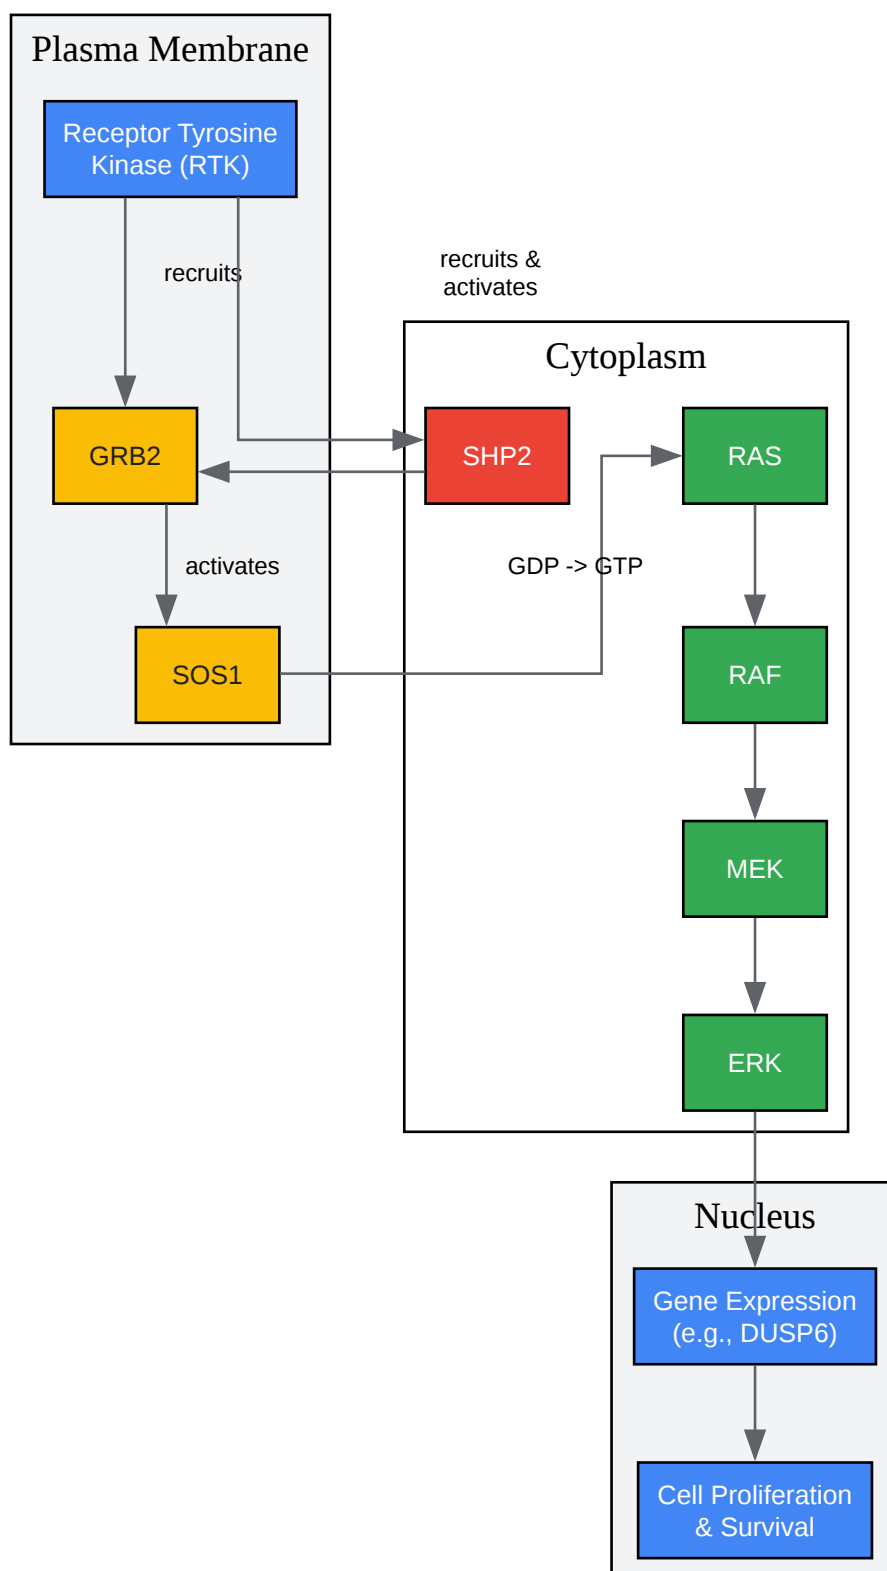 Plasma Membrane
Receptor Tyrosine
Kinase (RTK)
recruits
recruits &
activates
Cytoplasm
GRB2
SHP2
RAS
activates
GDP -> GTP
SOS1
RAF
MEK
ERK
Nucleus
Gene Expression
(e.g., DUSP6)
Cell Proliferation
& Survival